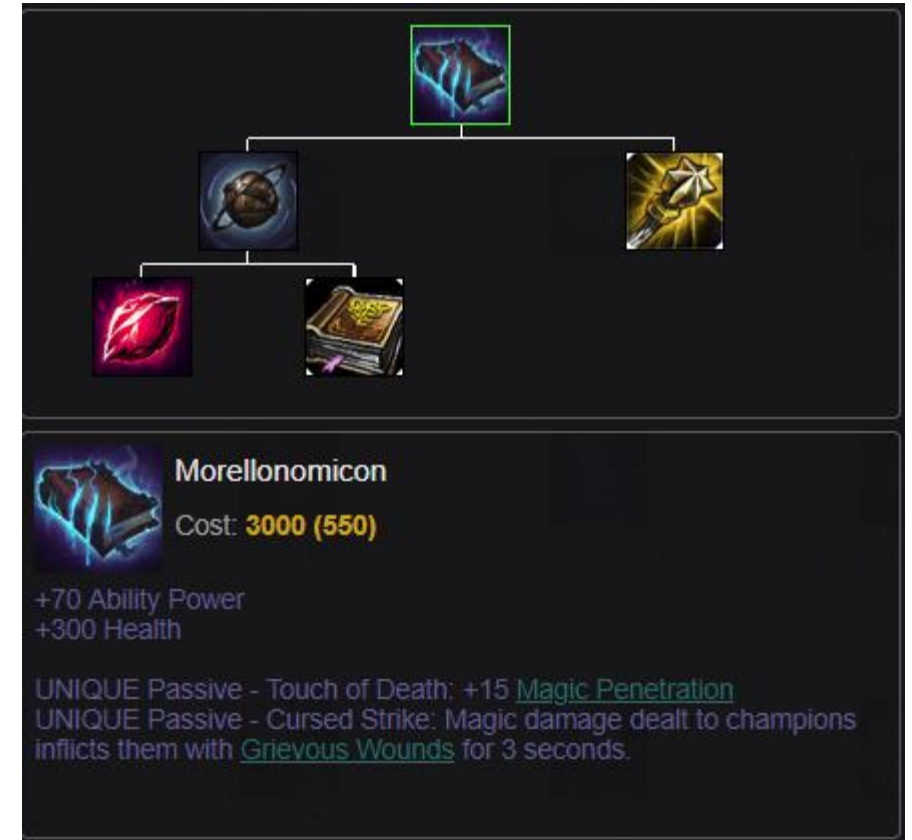 Morellonomicon
Cost: 3000 (550)
+70 Ability Power
+300 Health
UNIQUE Passive - Touch of Death: +15 Magic Penetration
UNIQUE Passive - Cursed Strike: Magic damage dealt to champions
inflicts them with Grievous Wounds for 3 seconds.